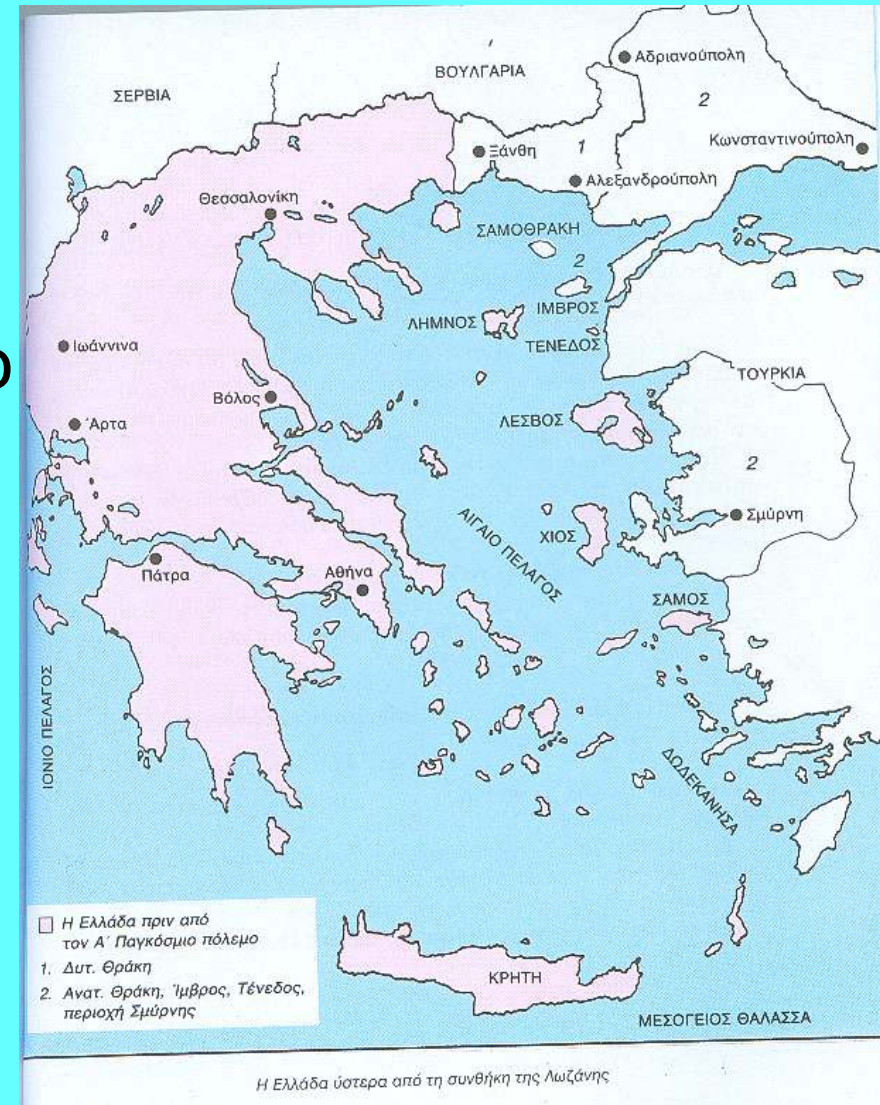 ΣΕΡΒΙΑ
ΒΟΥΛΓΑΡΙΑ
Αδριανούπολη
2
Κωνσταντινούπολη
Ξάνθη
1
Αλεξανδρούπολη
Θεσσαλονίκη
ΣΑΜΟΘΡΑΚΗ
2
ΙΜΒΡΟΣ
ΛΗΜΝΟΣ
ΤΕΝΕΔΟΣ
Ιωάννινα
ΤΟΥΡΚΙΑ
Βόλος
ΛΕΣΒΟΣ
Άρτα
2
Σμύρνη
ΑΙΓΑΙΟ ΠΕΛΑΓΟΣ
ΧΙΟΣ
Πάτρα
Αθήνα
ΣΑΜΟΣ
ΙΟΝΙΟ ΠΕΛΑΓΟΣ
ΔΩΔΕΚΑΝΗΣΑ
Η Ελλάδα πριν από
τον Α΄ Παγκόσμιο πόλεμο
1. Δυτ. Θράκη
2. Ανατ. Θράκη, Ίμβρος, Τένεδος,
περιοχή Σμύρνης
ΚΡΗΤΗ
ΜΕΣΟΓΕΙΟΣ ΘΑΛΑΣΣΑ
Η Ελλάδα ύστερα από τη συνθήκη της Λωζάνης